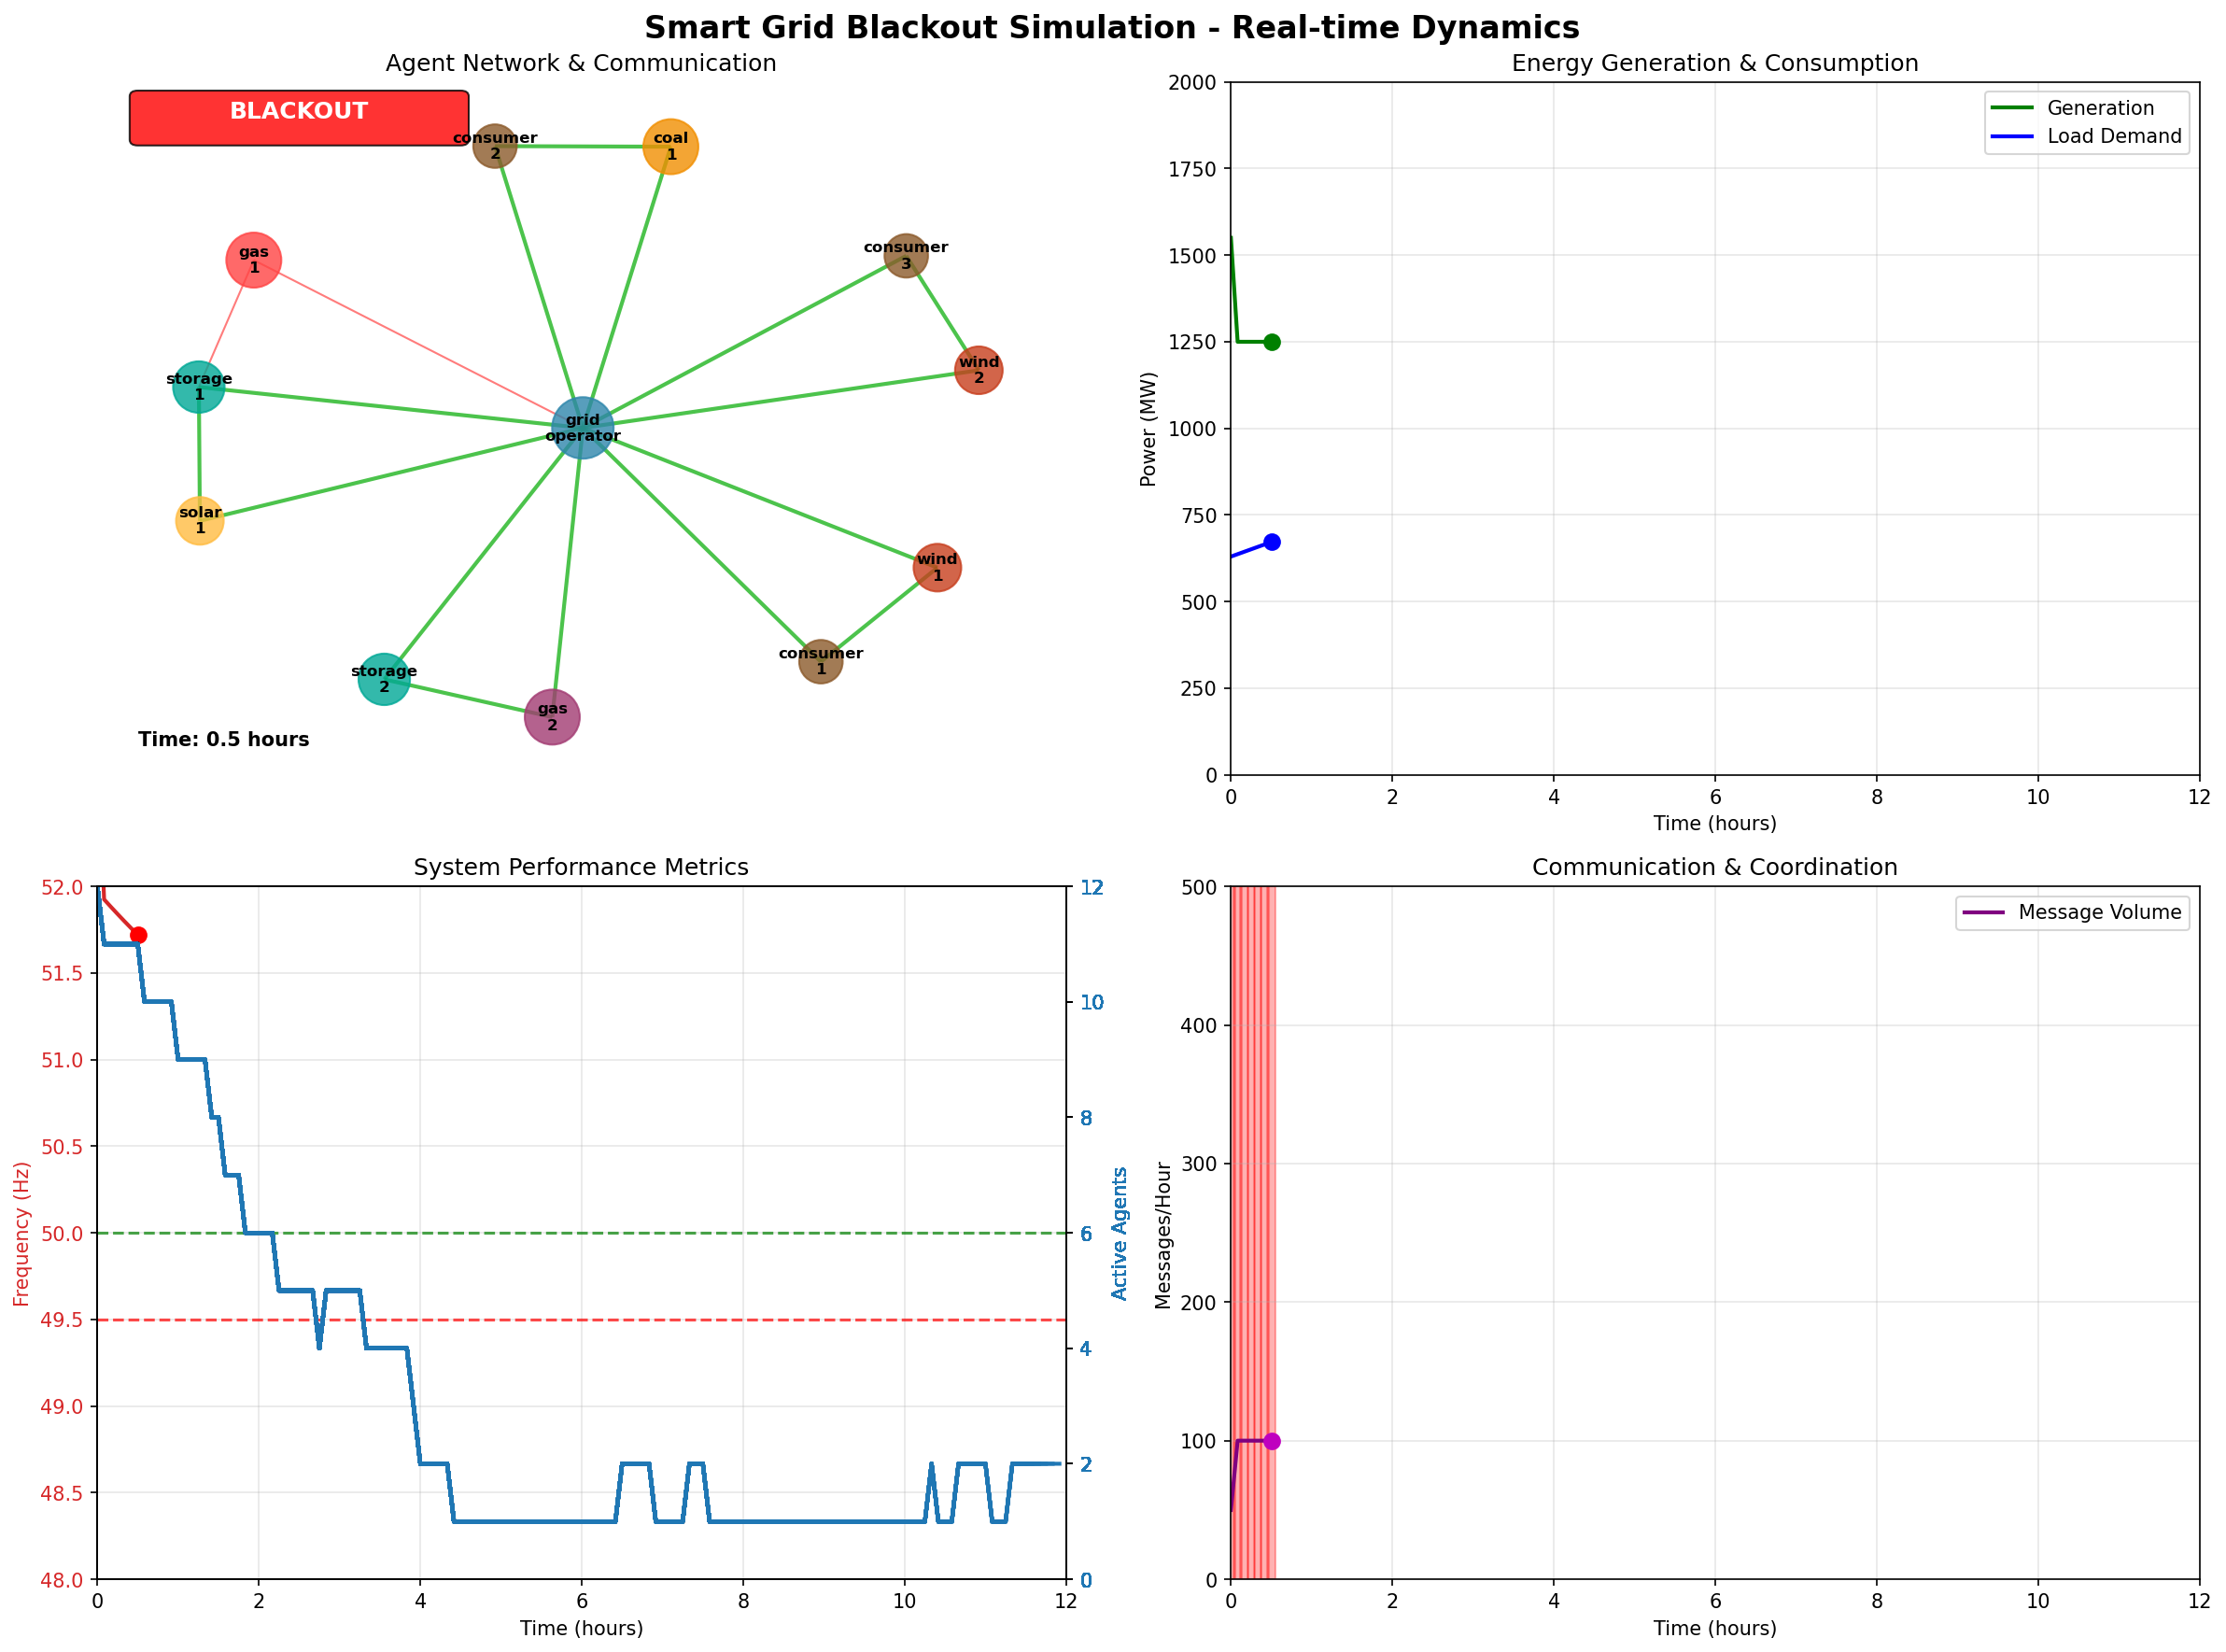 Smart Grid Blackout Simulation - Real-time Dynamics
Agent Network & Communication
BLACKOUT
consumer
2
coal
1
consumer
3
gas
1
wind
2
storage
1
grid
operator
solar
1
wind
1
consumer
1
storage
2
gas
2
Time: 0.5 hours
Energy Generation & Consumption
Generation
Load Demand
Power (MW)
2000
1750
1500
1250
1000
750
500
250
0
0 2 4 6 8 10 12
Time (hours)
System Performance Metrics
Frequency (Hz)
52.0
51.5
51.0
50.5
50.0
49.5
49.0
48.5
48.0
12
10
8
6
4
2
0
Active Agents
0 2 4 6 8 10 12
Time (hours)
Communication & Coordination
Message Volume
Messages/Hour
500
400
300
200
100
0
0 2 4 6 8 10 12
Time (hours)